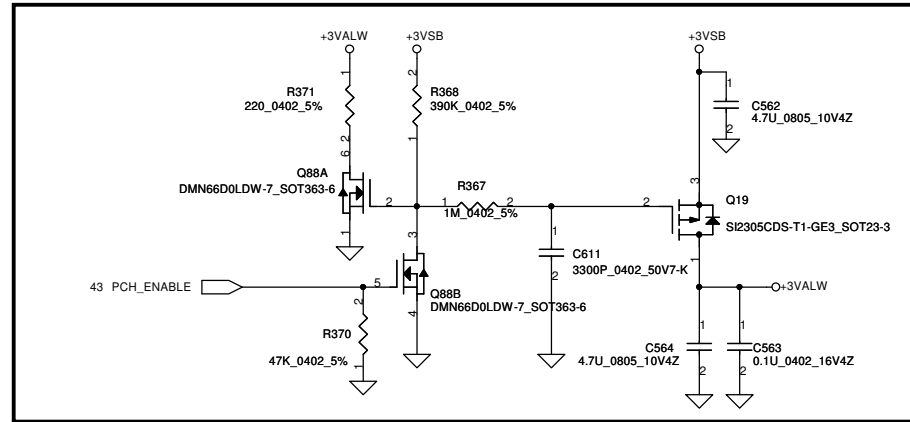 +3VALW
+3VSB
+3VSB
1
R371
220_0402_5%
2
2
R368
390K_0402_5%
1
1
C562
4.7U_0805_10V4Z
2
6
Q88A
DMN66D0LDW-7_SOT363-6
2
1
1
R367
2
1M_0402_5%
2
3
Q19
SI2305CDS-T1-GE3_SOT23-3
1
3
1
C611
3300P_0402_50V7-K
2
43 PCH_ENABLE
5
Q88B
DMN66D0LDW-7_SOT363-6
4
+3VALW
2
R370
47K_0402_5%
1
1
C564
4.7U_0805_10V4Z
2
1
C563
0.1U_0402_16V4Z
2